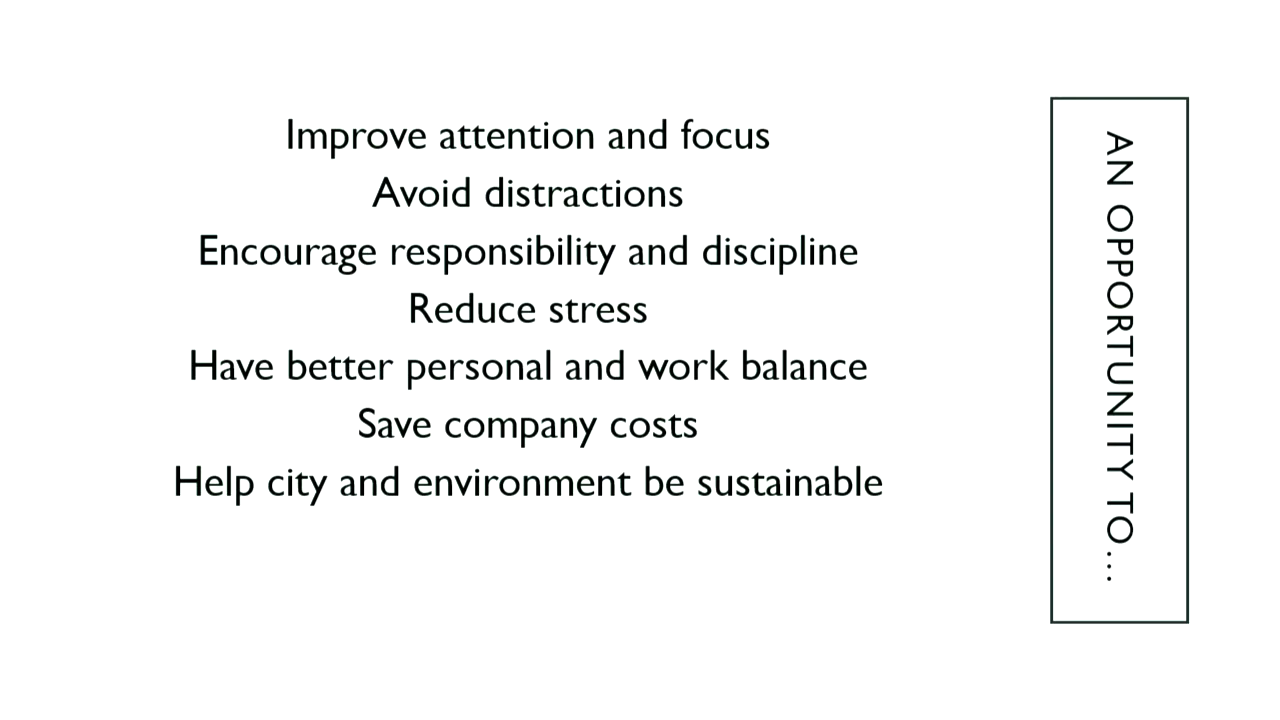 Improve attention and focus
Avoid distractions
Encourage responsibility and discipline
Reduce stress
Have better personal and work balance
Save company costs
Help city and environment be sustainable
AN OPPORTUNITY TO...